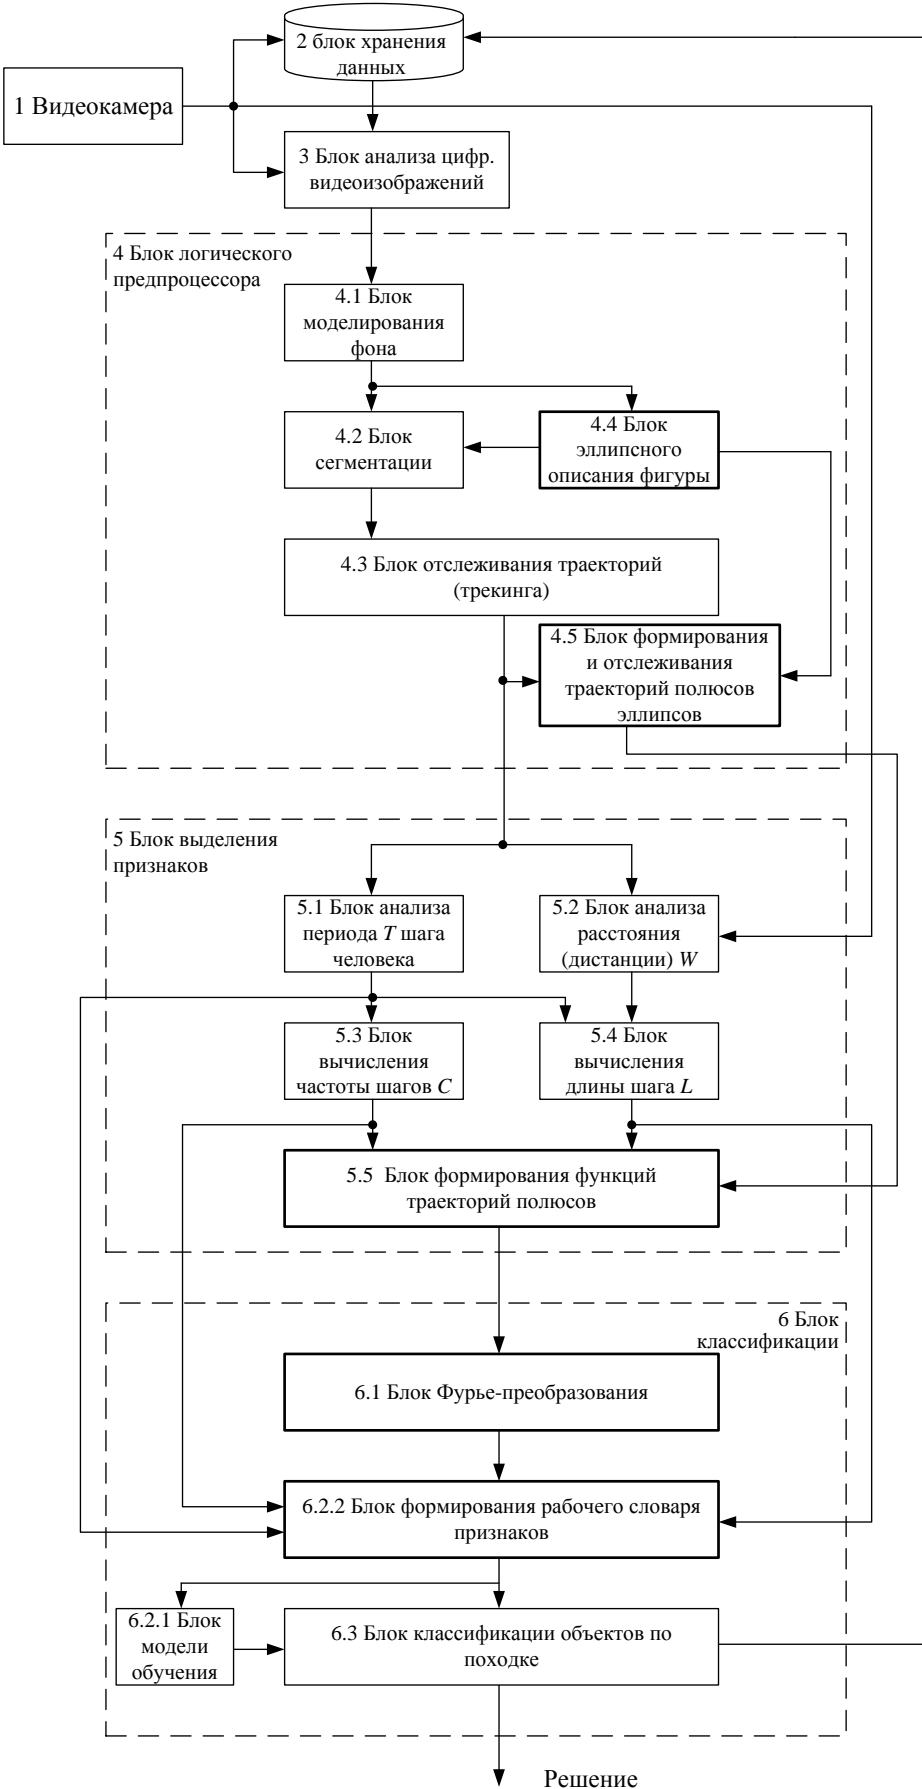 2 блок хранения
данных
1 Видеокамера
3 Блок анализа цифр.
видеоизображений
4 Блок логического
предпроцессора
4.1 Блок
моделирования
фона
4.2 Блок
сегментации
4.4 Блок
эллипсного
описания фигуры
4.3 Блок отслеживания траекторий
(трекинга)
4.5 Блок формирования
и отслеживания
траекторий полюсов
эллипсов
5 Блок выделения
признаков
5.1 Блок анализа
периода T шага
человека
5.2 Блок анализа
расстояния
(дистанции) W
5.3 Блок
вычисления
частоты шагов C
5.4 Блок
вычисления
длины шага L
5.5 Блок формирования функций
траекторий полюсов
6 Блок
классификации
6.1 Блок Фурье-преобразования
6.2.2 Блок формирования рабочего словаря
признаков
6.2.1 Блок
модели
обучения
6.3 Блок классификации объектов по
походке
Решение